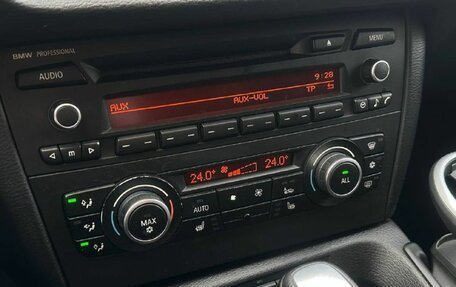 BMW PROFESSIONAL
MENU
AUDIO
9:28
AUX AUX-VOL TP
M
24.0° 24.0°
MAX AUTO ALL